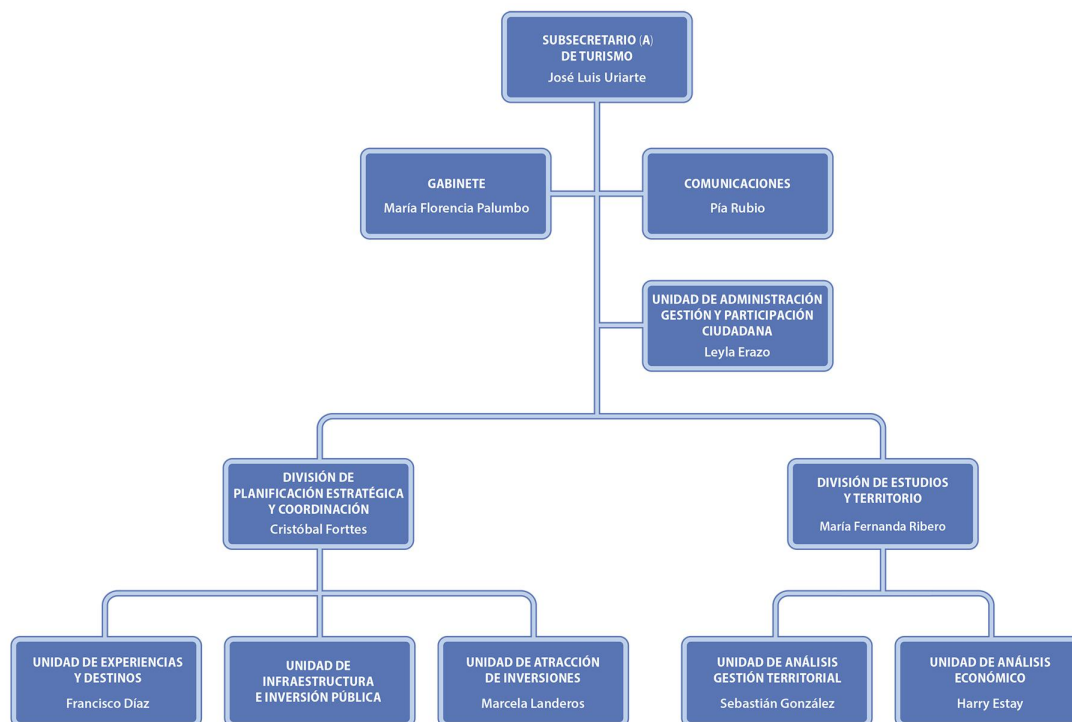 SUBSECRETARIO (A)
DE TURISMO
José Luis Uriarte
GABINETE
María Florencia Palumbo
COMUNICACIONES
Pía Rubio
UNIDAD DE ADMINISTRACIÓN
GESTIÓN Y PARTICIPACIÓN
CIUDADANA
Leyla Erazo
DIVISIÓN DE
PLANIFICACIÓN ESTRATÉGICA
Y COORDINACIÓN
Cristóbal Forttes
DIVISIÓN DE ESTUDIOS
Y TERRITORIO
María Fernanda Ribero
UNIDAD DE EXPERIENCIAS
Y DESTINOS
Francisco Díaz
UNIDAD DE
INFRAESTRUCTURA
E INVERSIÓN PÚBLICA
UNIDAD DE ATRACCIÓN
DE INVERSIONES
Marcela Landeros
UNIDAD DE ANÁLISIS
GESTIÓN TERRITORIAL
Sebastián González
UNIDAD DE ANÁLISIS
ECONÓMICO
Harry Estay